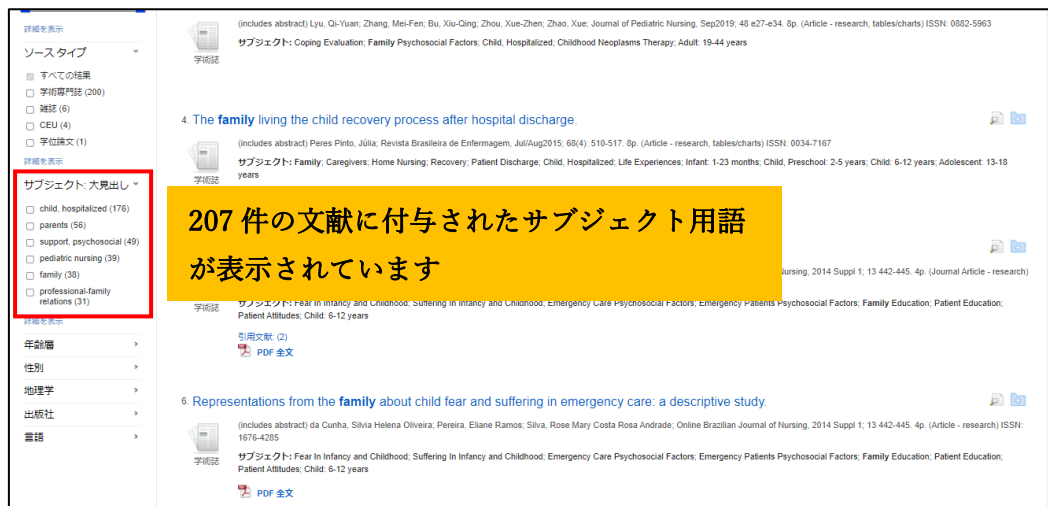 詳細を表示
ソース タイプ
すべての結果
学術専門誌 (200)
雑誌 (6)
CEU (4)
学位論文 (1)
詳細を表示
サブジェクト: 大見出し
child, hospitalized (176)
parents (56)
support, psychosocial (49)
pediatric nursing (39)
family (38)
professional-family
relations (31)
詳細を表示
年齢層
性別
地理学
出版社
言語
(includes abstract) Lyu, Qi-Yuan; Zhang, Mei-Fen; Bu, Xiu-Qing; Zhou, Xue-Zhen; Zhao, Xue; Journal of Pediatric Nursing, Sep2019; 48 e27-e34. 8p. (Article - research, tables/charts) ISSN: 0882-5963
サブジェクト: Coping Evaluation; Family Psychosocial Factors; Child, Hospitalized; Childhood Neoplasms Therapy; Adult: 19-44 years
学術誌
4. The family living the child recovery process after hospital discharge.
(includes abstract) Peres Pinto, Júlia; Revista Brasileira de Enfermagem, Jul/Aug2015; 68(4): 510-517. 8p. (Article - research, tables/charts) ISSN: 0034-7167
サブジェクト: Family; Caregivers; Home Nursing; Recovery; Patient Discharge; Child, Hospitalized; Life Experiences; Infant: 1-23 months; Child, Preschool: 2-5 years; Child: 6-12 years; Adolescent: 13-18
years
学術誌
207 件の文献に付与されたサブジェクト用語
が表示されています
Nursing, 2014 Suppl 1; 13 442-445. 4p. (Journal Article - research)
サブジェクト: Fear In Infancy and Childhood; Suffering In Infancy and Childhood; Emergency Care Psychosocial Factors; Emergency Patients Psychosocial Factors; Family Education; Patient Education;
Patient Attitudes; Child: 6-12 years
学術誌
引用文献: (2)
PDF 全文
6. Representations from the family about child fear and suffering in emergency care: a descriptive study.
(includes abstract) da Cunha, Silvia Helena Oliveira; Pereira, Eliane Ramos; Silva, Rose Mary Costa Rosa Andrade; Online Brazilian Journal of Nursing, 2014 Suppl 1; 13 442-445. 4p. (Article - research) ISSN:
1676-4285
サブジェクト: Fear In Infancy and Childhood; Suffering In Infancy and Childhood; Emergency Care Psychosocial Factors; Emergency Patients Psychosocial Factors; Family Education; Patient Education;
Patient Attitudes; Child: 6-12 years
学術誌
PDF 全文